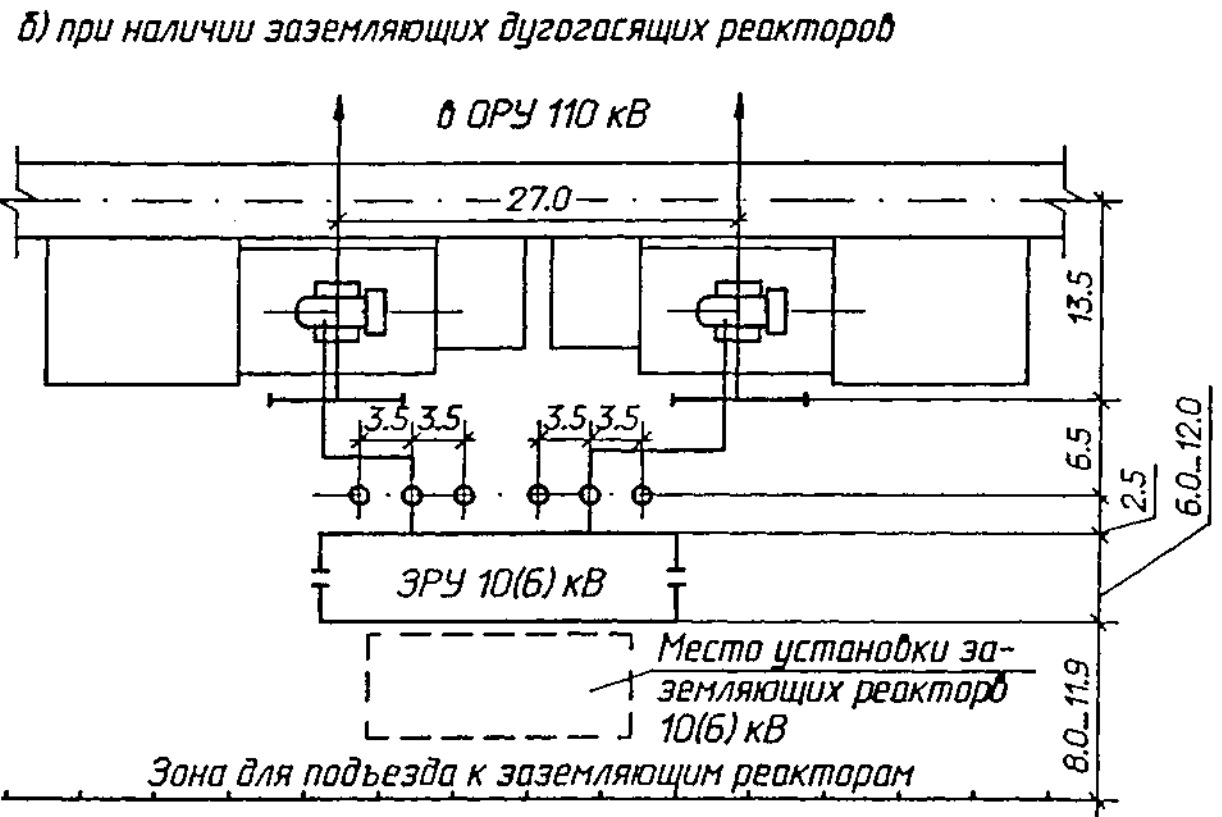 б) при наличии заземляющих дугогасящих реакторов
в ОРУ 110 кВ
27.0
13.5
3.5 3.5
3.5 3.5
6.5
2.5
6.0...12.0
ЗРУ 10(6) кВ
Место установки за-
земляющих реакторв
10(6) кВ
8.0...11.9
Зона для подъезда к заземляющим реакторам